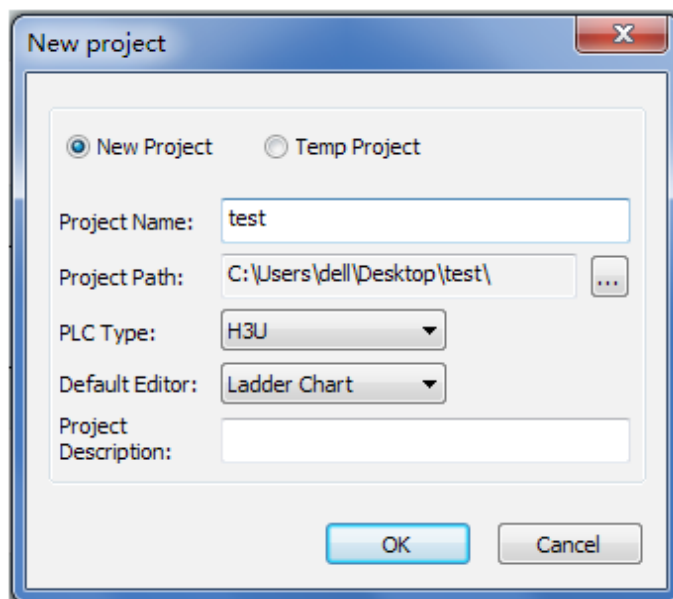 New project
New Project Temp Project
Project Name: test
Project Path: C:\Users\dell\Desktop\test\ ...
PLC Type: H3U
Default Editor: Ladder Chart
Project
Description:
OK Cancel